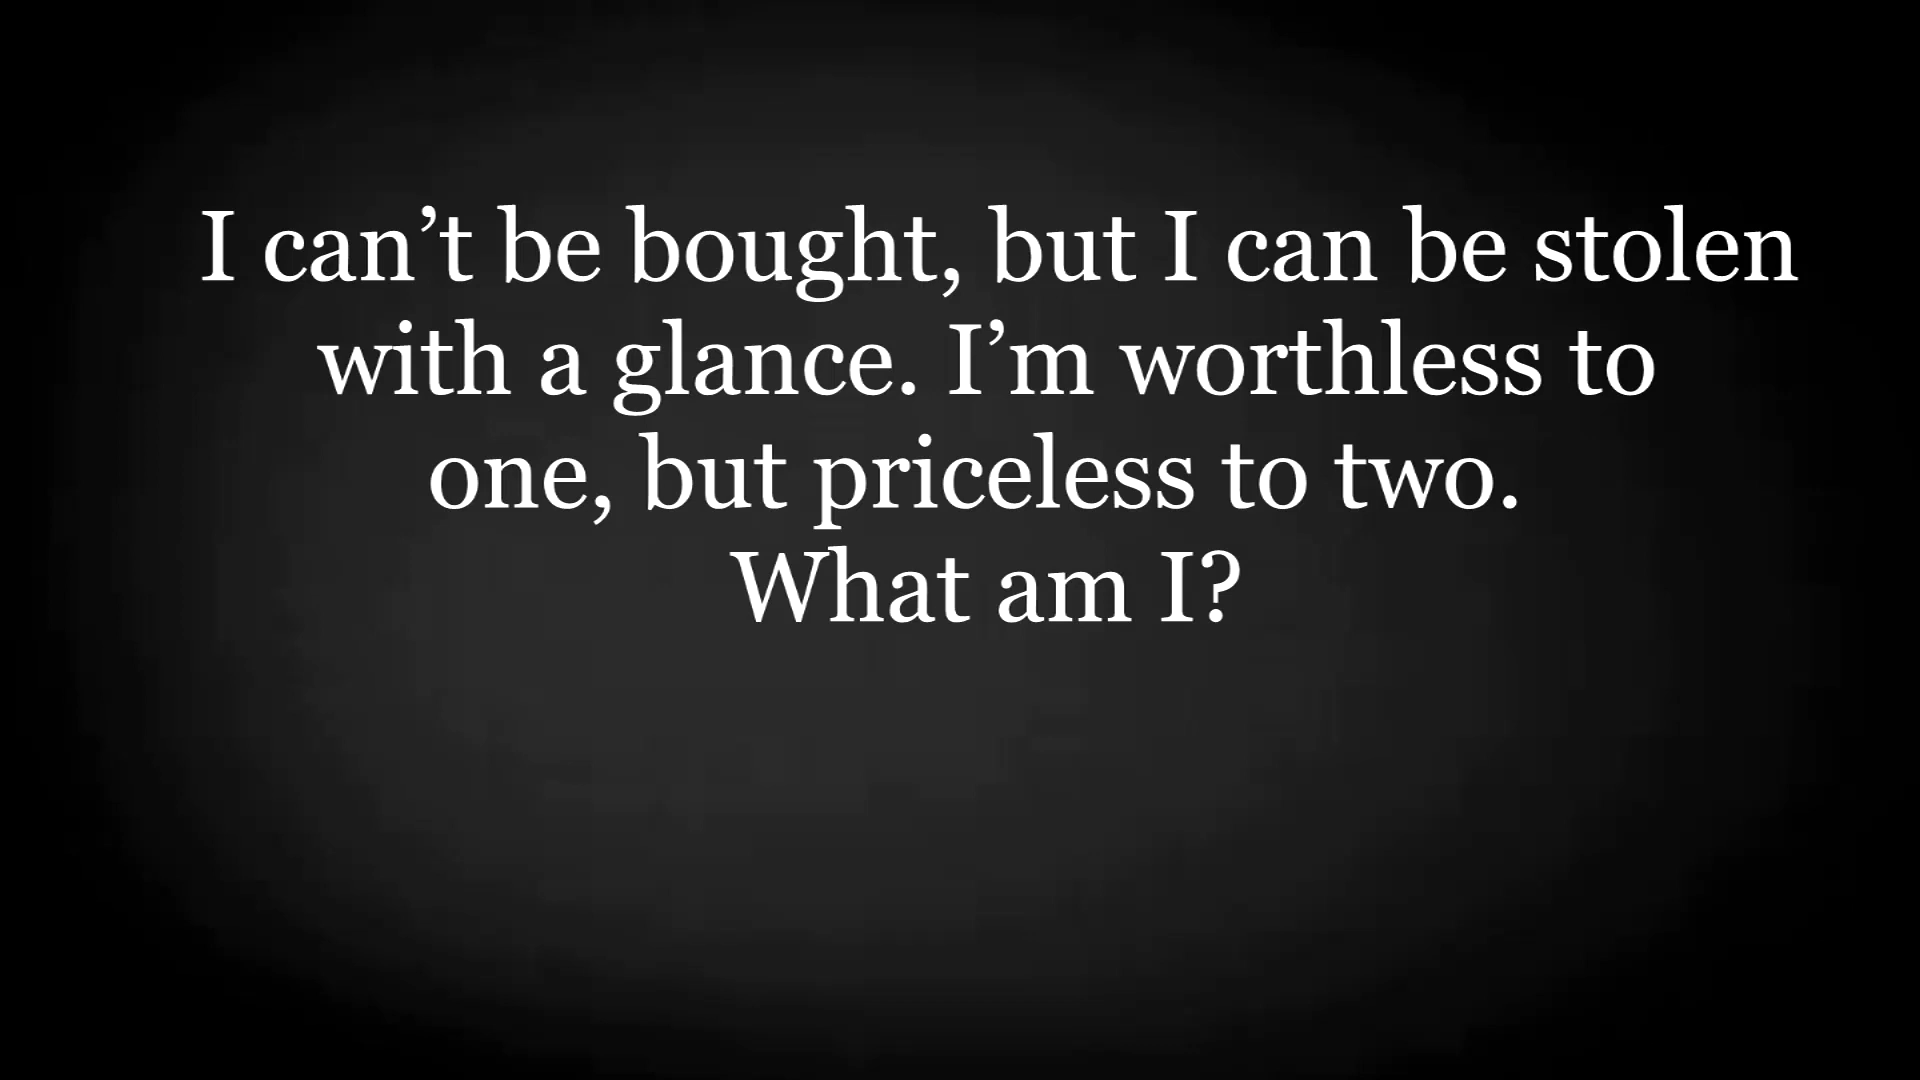 I can’t be bought, but I can be stolen
with a glance. I’m worthless to
one, but priceless to two.
What am I?